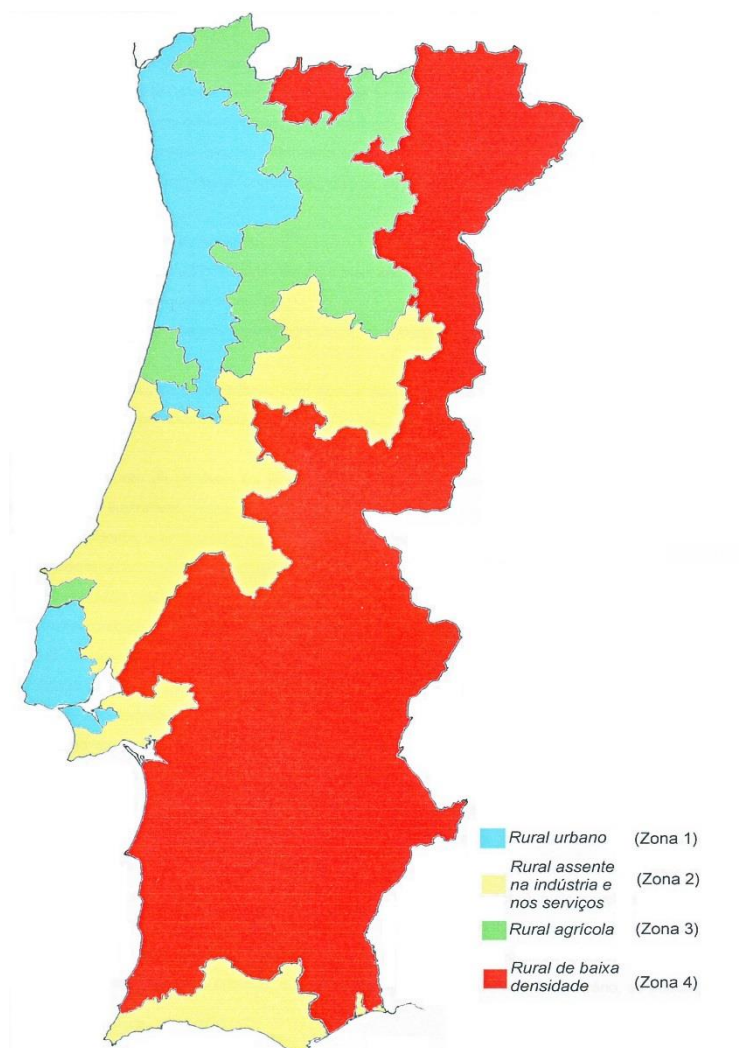 Rural urbano (Zona 1)
Rural assente
na indústria e (Zona 2)
nos serviços
Rural agrícola (Zona 3)
Rural de baixa
densidade (Zona 4)